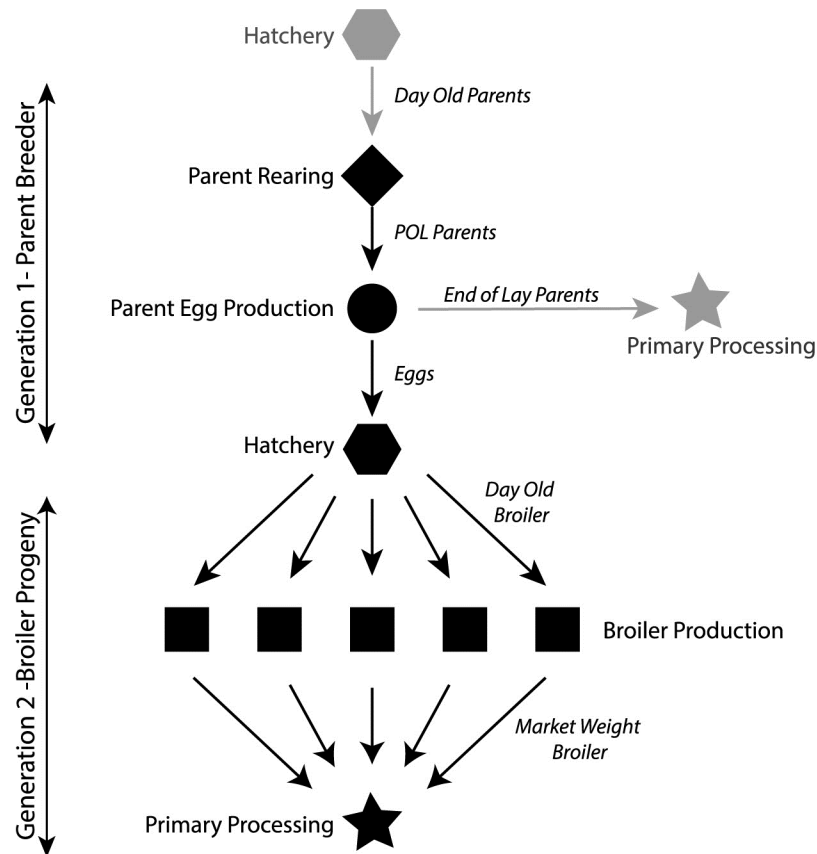 Hatchery
Day Old Parents
Generation 1- Parent Breeder
Parent Rearing
POL Parents
Parent Egg Production
End of Lay Parents
Primary Processing
Eggs
Hatchery
Day Old
Broiler
Generation 2 -Broiler Progeny
Broiler Production
Market Weight
Broiler
Primary Processing